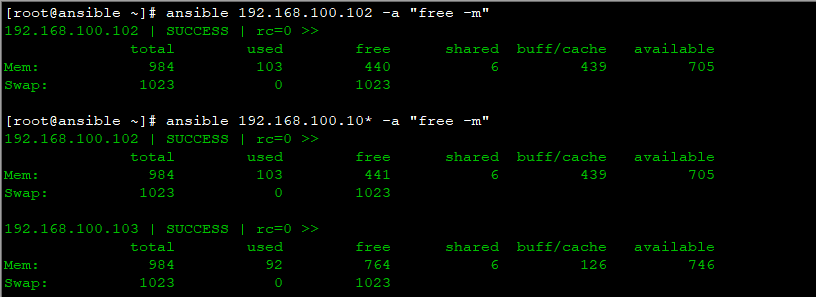 [root@ansible ~]# ansible 192.168.100.102 -a "free -m"
192.168.100.102 | SUCCESS | rc=0 >>
              total        used        free      shared  buff/cache   available
Mem:            984         103         440           6         439         705
Swap:          1023           0        1023

[root@ansible ~]# ansible 192.168.100.10* -a "free -m"
192.168.100.102 | SUCCESS | rc=0 >>
              total        used        free      shared  buff/cache   available
Mem:            984         103         441           6         439         705
Swap:          1023           0        1023

192.168.100.103 | SUCCESS | rc=0 >>
              total        used        free      shared  buff/cache   available
Mem:            984          92         764           6         126         746
Swap:          1023           0        1023